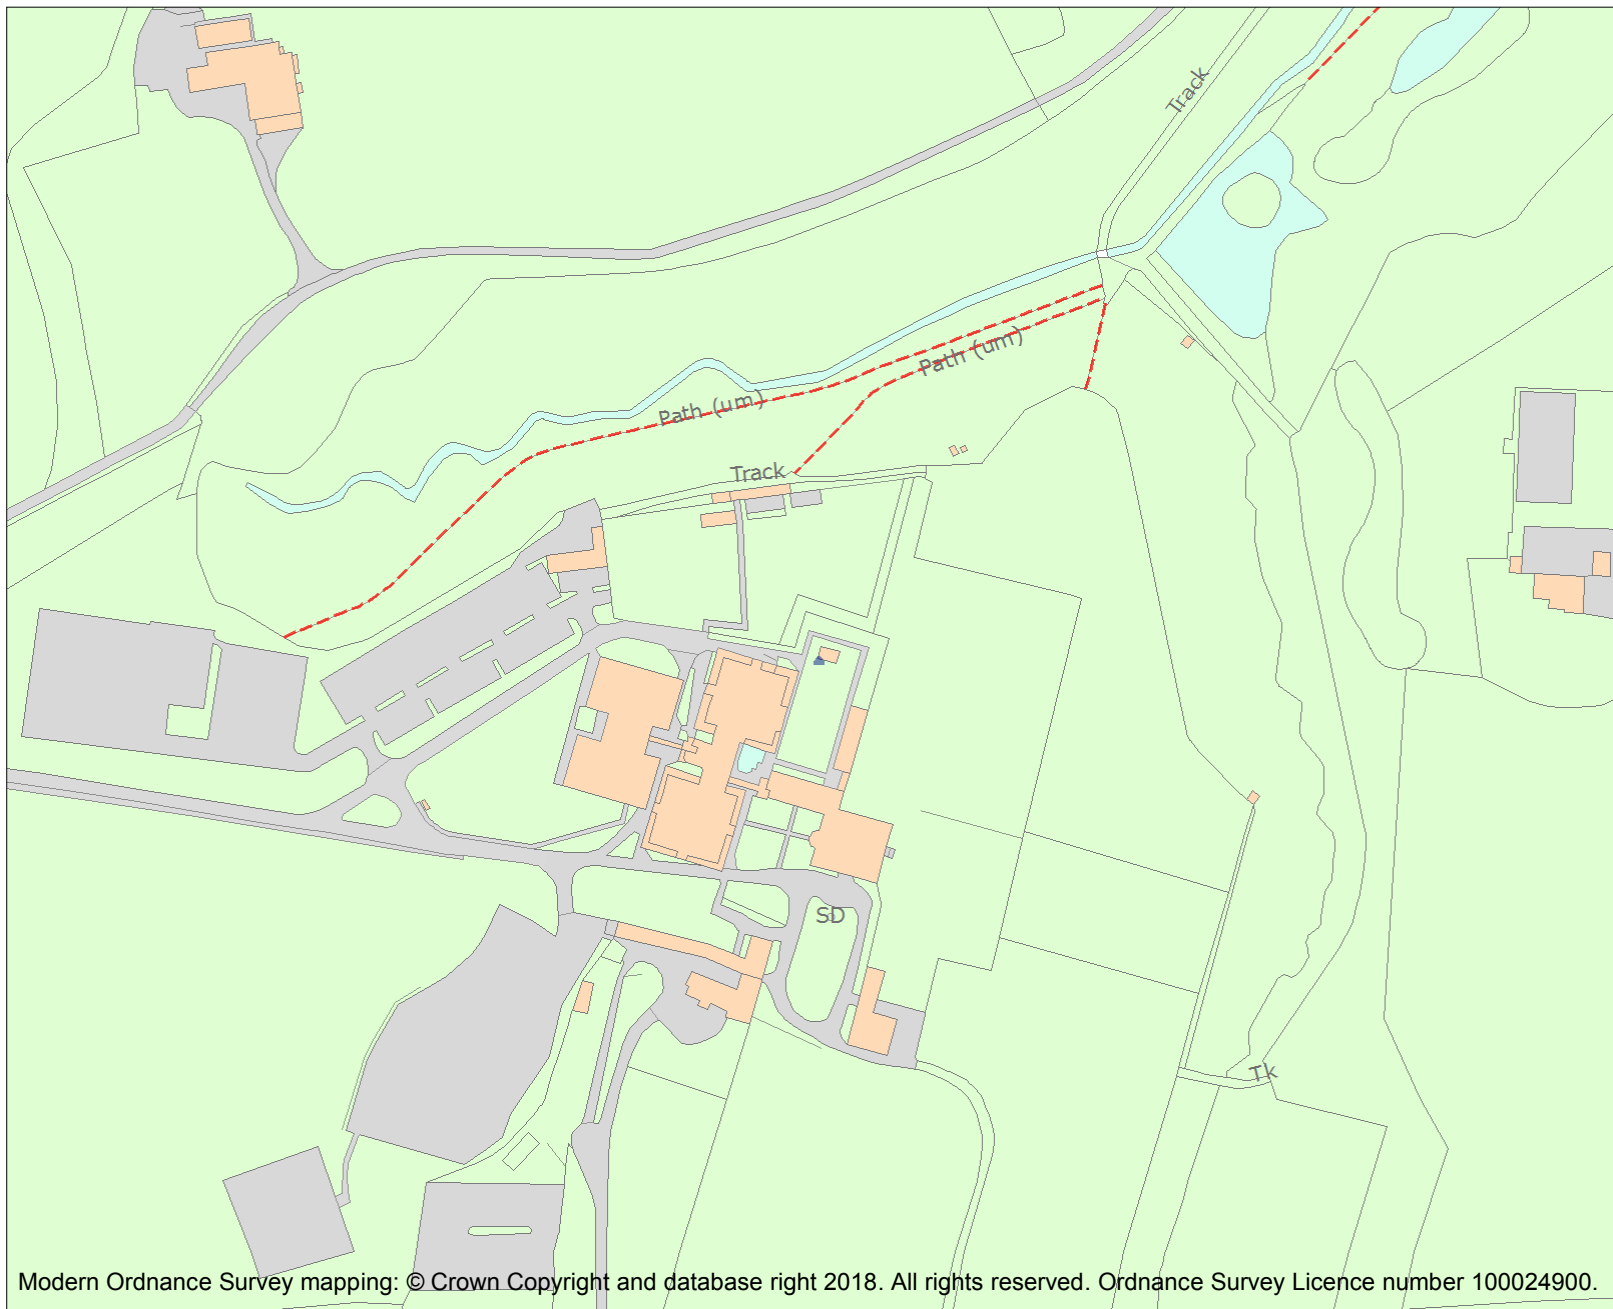 Track
Path (um)
Path (um)
Track
SD
Tk
Modern Ordnance Survey mapping: © Crown Copyright and database right 2018. All rights reserved. Ordnance Survey Licence number 100024900.